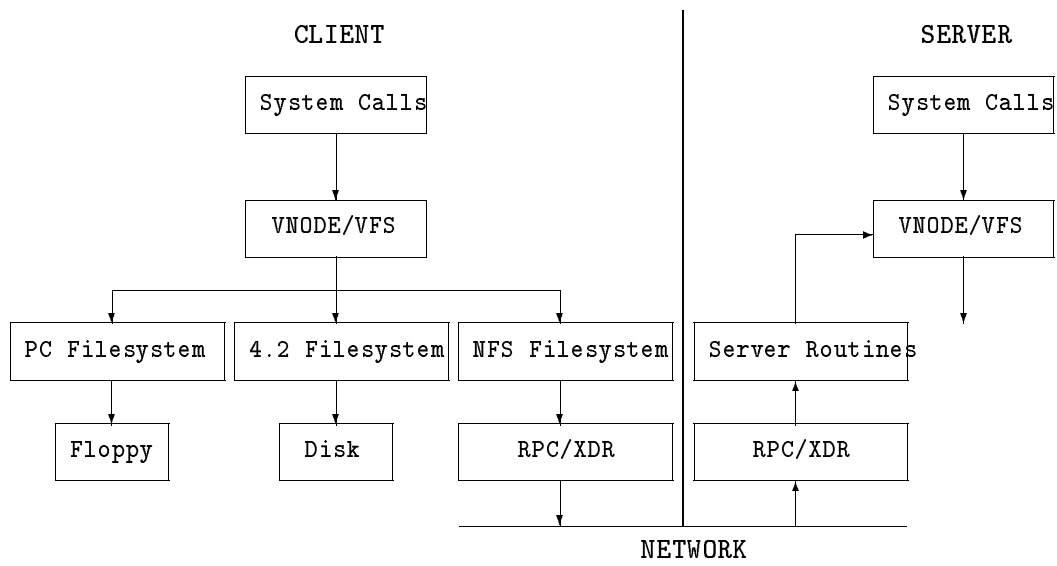 CLIENT
SERVER
System Calls
System Calls
VNODE/VFS
VNODE/VFS
PC Filesystem
4.2 Filesystem
NFS Filesystem
Server Routines
Floppy
Disk
RPC/XDR
RPC/XDR
NETWORK